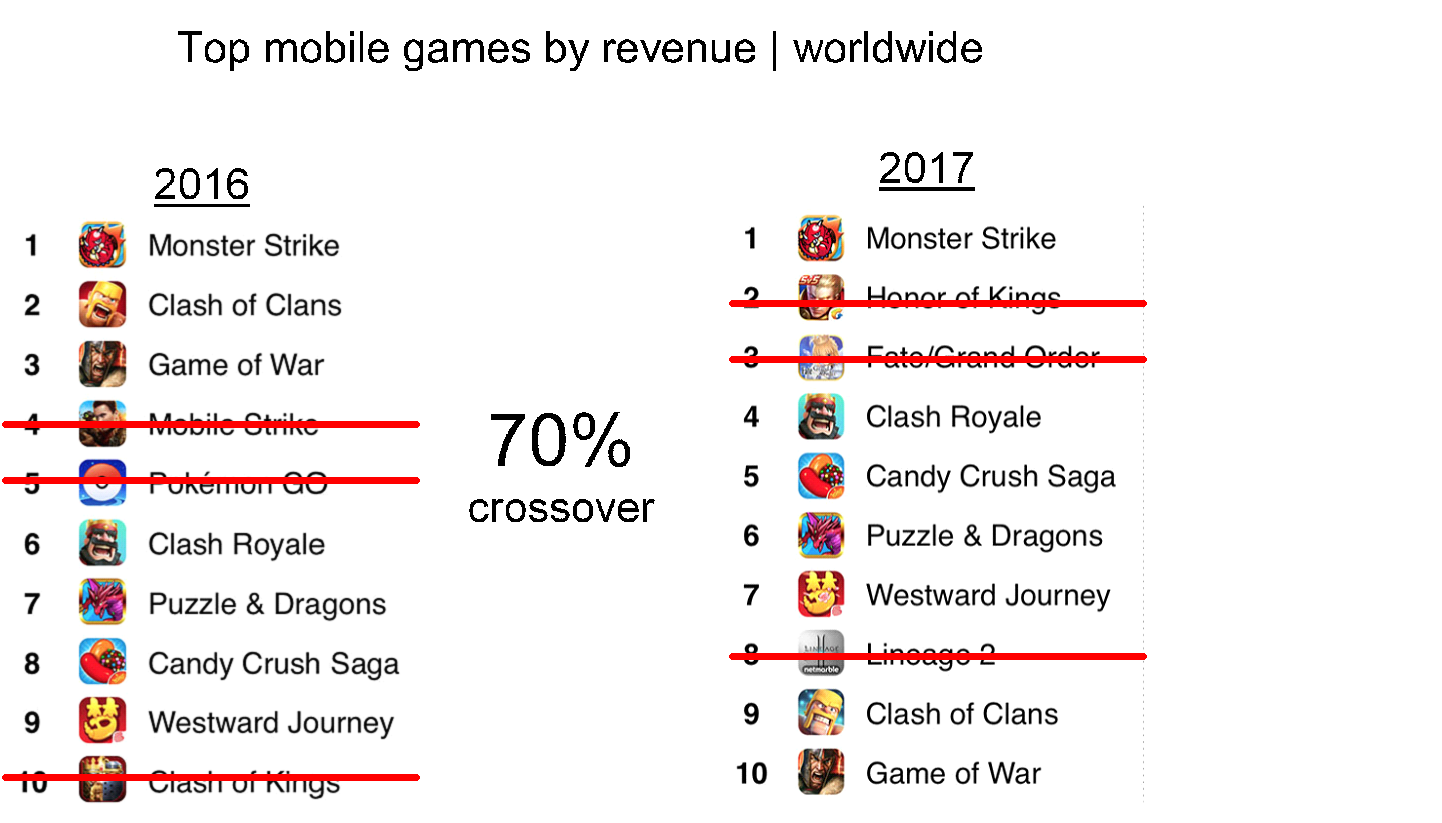 Top mobile games by revenue | worldwide
2016
1 Monster Strike
2 Clash of Clans
3 Game of War
4 Mobile Strike
5 Pokémon GO
6 Clash Royale
7 Puzzle & Dragons
8 Candy Crush Saga
9 Westward Journey
10 Clash of Kings
70%
crossover
2017
1 Monster Strike
2 Honor of Kings
3 Fate/Grand Order
4 Clash Royale
5 Candy Crush Saga
6 Puzzle & Dragons
7 Westward Journey
8 Lineage 2
netmarble
9 Clash of Clans
10 Game of War